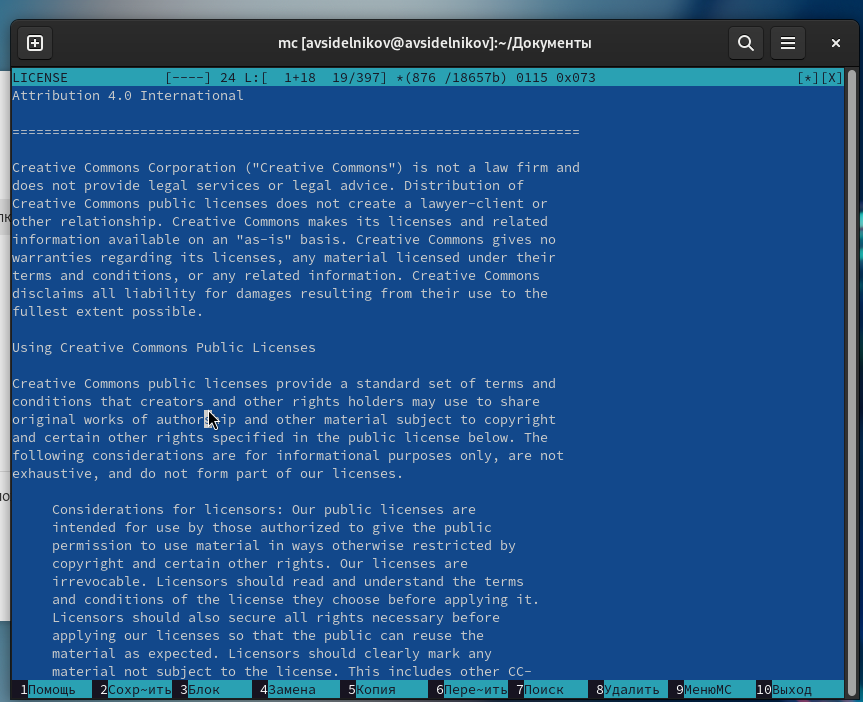 mc [avsidelnikov@avsidelnikov]:~/Документы
LICENSE [----] 24 L:[ 1+18 19/397] *(876 /18657b) 0115 0x073 [*][X]
Attribution 4.0 International
=======================================================================
Creative Commons Corporation ("Creative Commons") is not a law firm and
does not provide legal services or legal advice. Distribution of
Creative Commons public licenses does not create a lawyer-client or
other relationship. Creative Commons makes its licenses and related
information available on an "as-is" basis. Creative Commons gives no
warranties regarding its licenses, any material licensed under their
terms and conditions, or any related information. Creative Commons
disclaims all liability for damages resulting from their use to the
fullest extent possible.
Using Creative Commons Public Licenses
Creative Commons public licenses provide a standard set of terms and
conditions that creators and other rights holders may use to share
original works of authorship and other material subject to copyright
and certain other rights specified in the public license below. The
following considerations are for informational purposes only, are not
exhaustive, and do not form part of our licenses.
Considerations for licensors: Our public licenses are
intended for use by those authorized to give the public
permission to use material in ways otherwise restricted by
copyright and certain other rights. Our licenses are
irrevocable. Licensors should read and understand the terms
and conditions of the license they choose before applying it.
Licensors should also secure all rights necessary before
applying our licenses so that the public can reuse the
material as expected. Licensors should clearly mark any
material not subject to the license. This includes other CC-
1Помощь 2Сохр~ить 3Блок 4Замена 5Копия 6Пере~ить 7Поиск 8Удалить 9МенюMC 10Выход